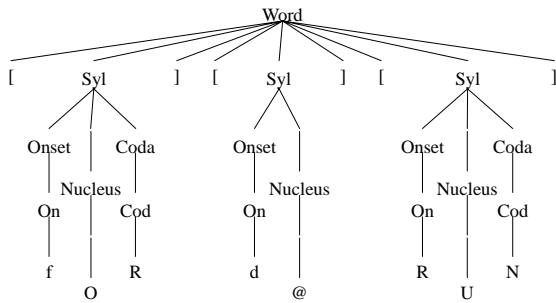 Word
[ Syl ] [ Syl ] [ Syl ]
Onset Coda Onset Onset Coda
Nucleus Nucleus Nucleus
On Cod On On Cod
f R d R N
O @ U